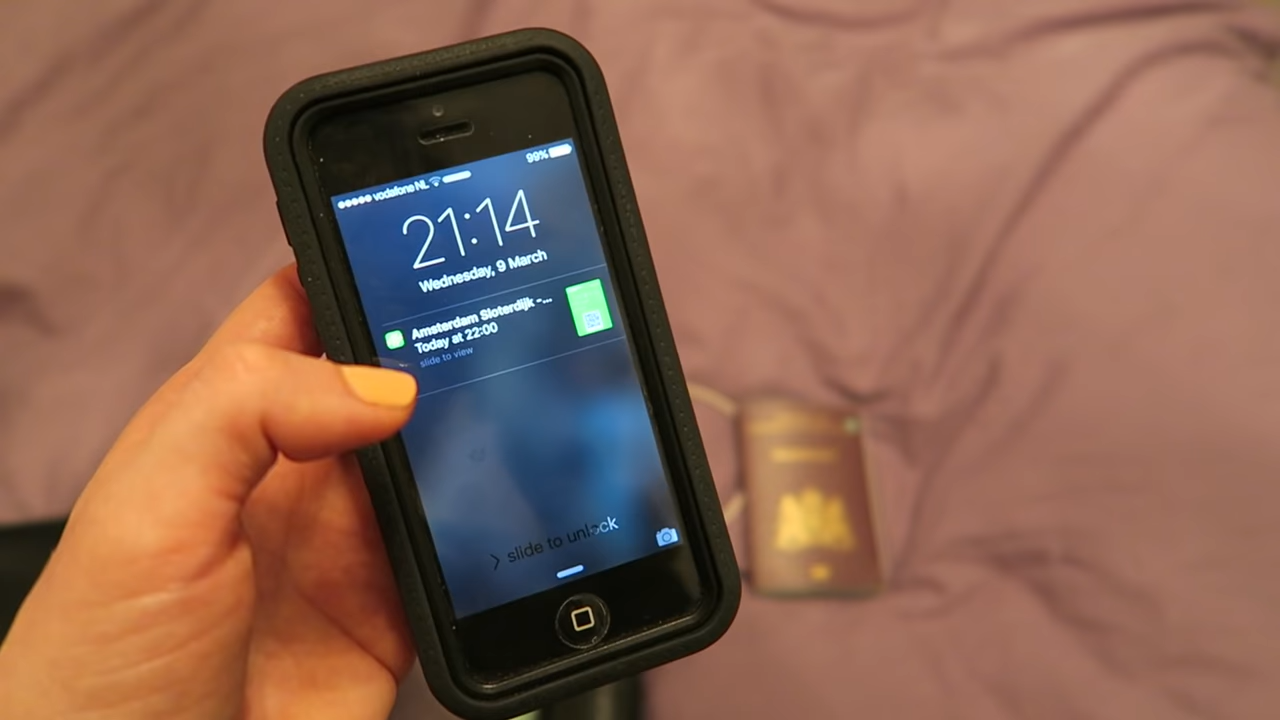 vodafone NL
99%
21:14
Wednesday, 9 March
Amsterdam Sloterdijk -...
Today at 22:00
slide to view
> slide to unlock